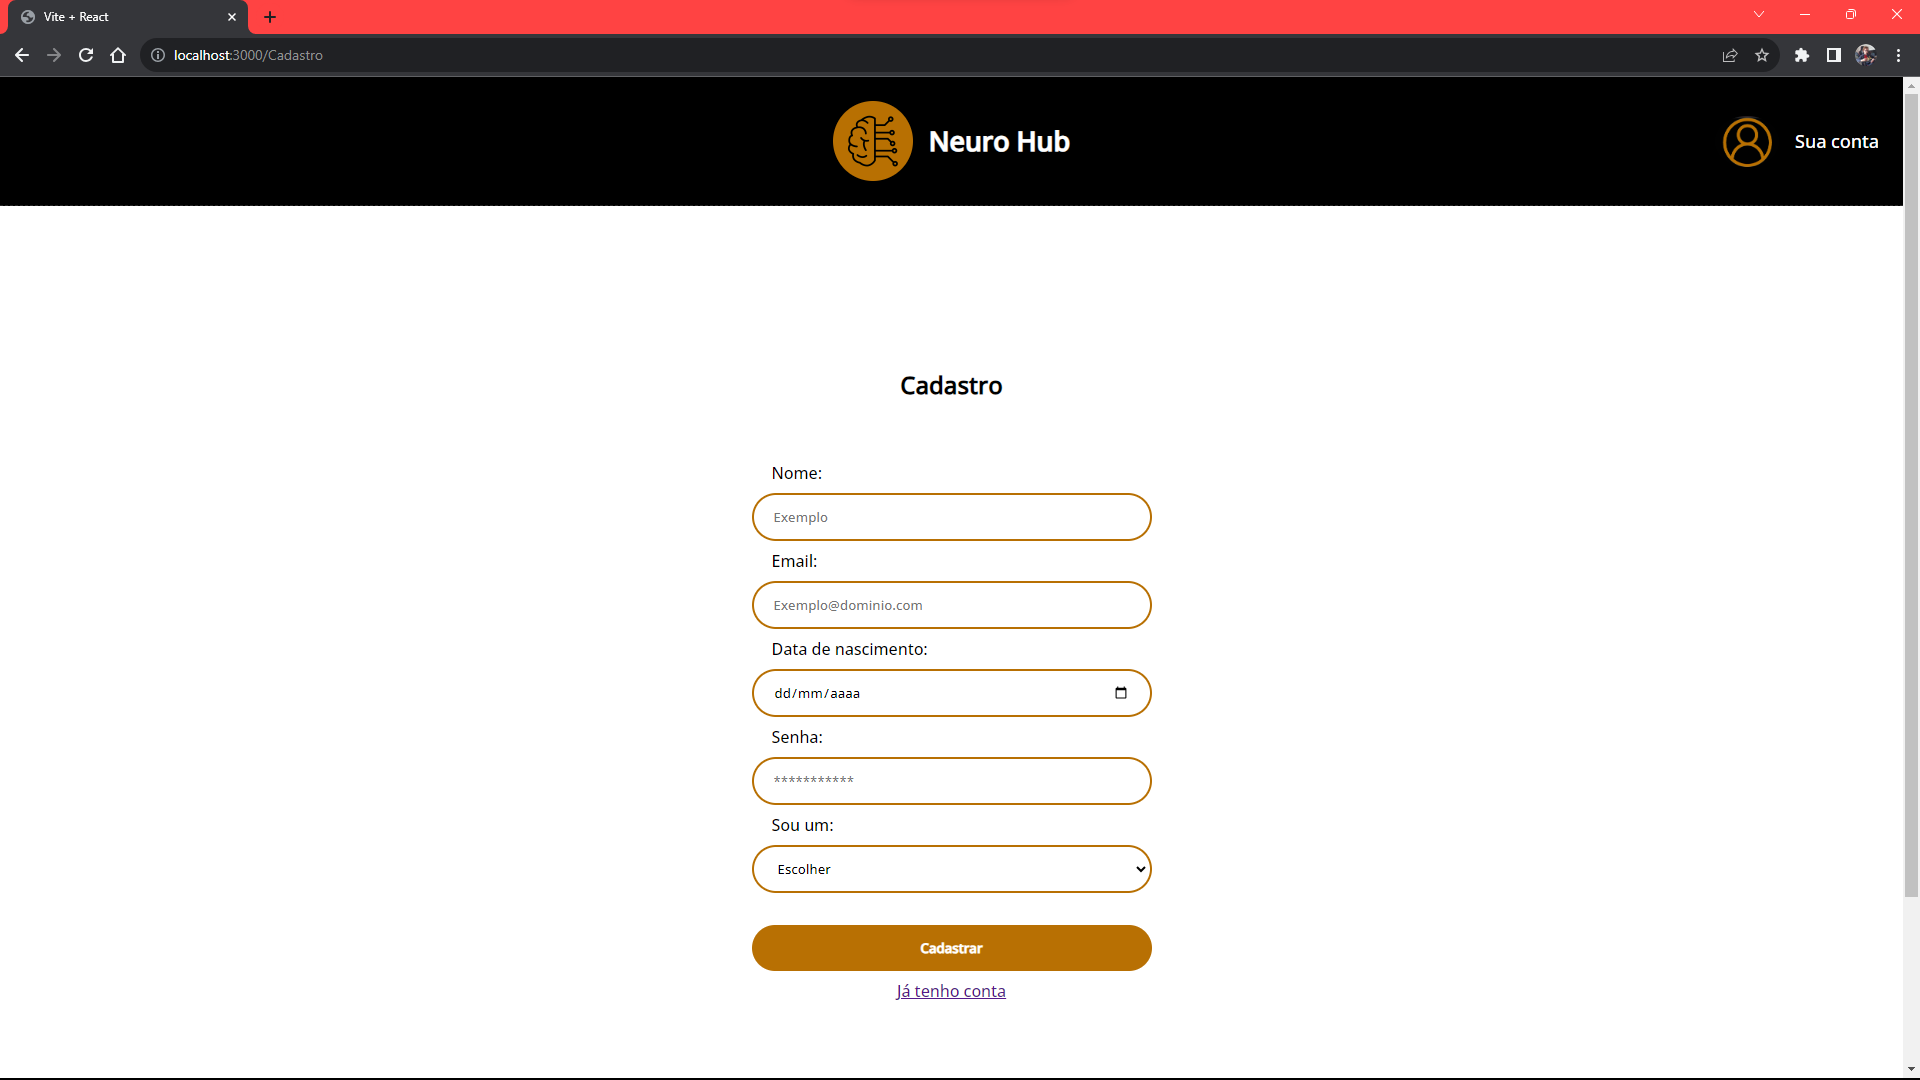 Vite + React
localhost:3000/Cadastro
Neuro Hub
Sua conta
Cadastro
Nome:
Exemplo
Email:
Exemplo@dominio.com
Data de nascimento:
dd/mm/aaaa
Senha:
***********
Sou um:
Escolher
Cadastrar
Já tenho conta